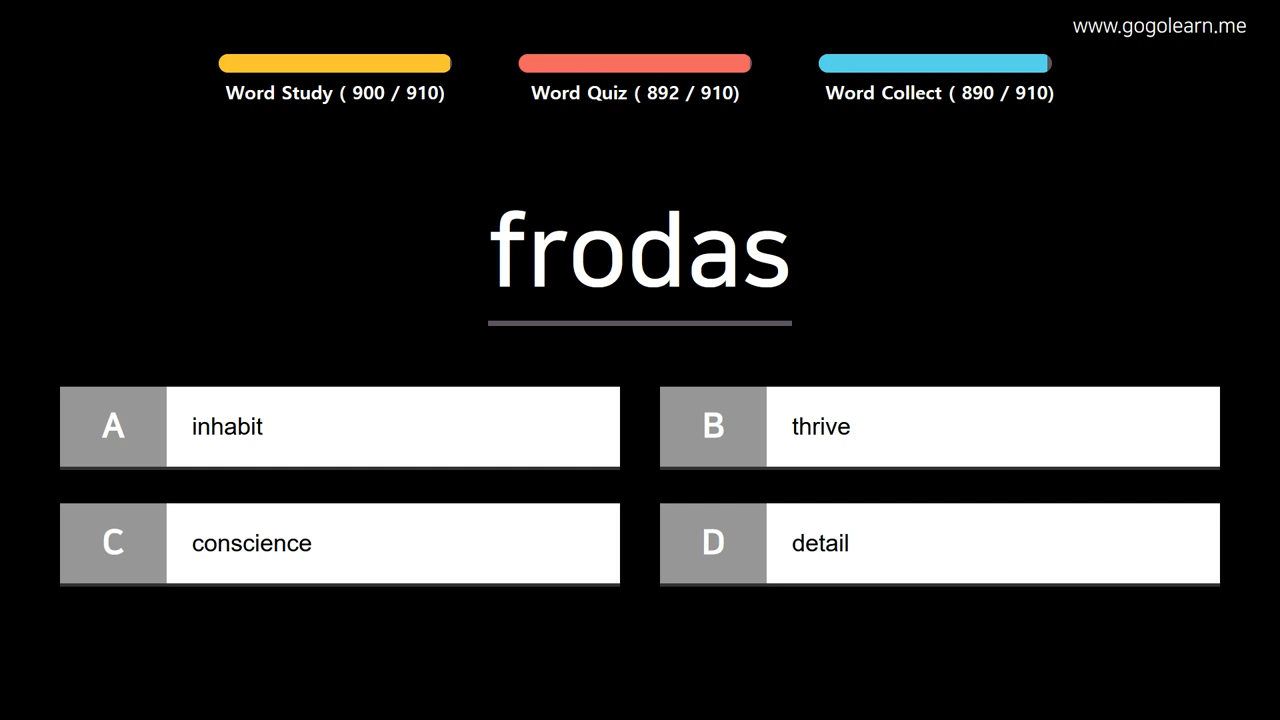 www.gogolearn.me
Word Study ( 900 / 910)
Word Quiz ( 892 / 910)
Word Collect ( 890 / 910)
frodas
A inhabit
B thrive
C conscience
D detail